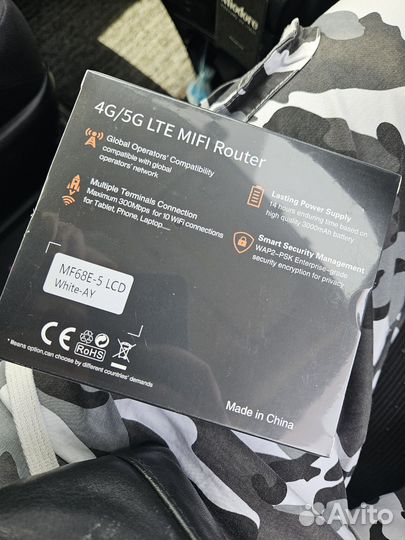 4G/5G LTE MIFI Router
Global Operators' Compatibility
compatible with global
operators' network
Multiple Terminals Connection
Maximum 300Mbps for 10 WiFi connections
for Tablet, Phone, Laptop....
Lasting Power Supply
14 hours enduring time based on
high quality 3000mAh battery
Smart Security Management
WAP2-PSK Enterprise-grade
security encryption for privacy
MF68E-5 LCD
White-AY
CE
RoHS
* Means option,can choose by different countries' demands
Made in China
Avito